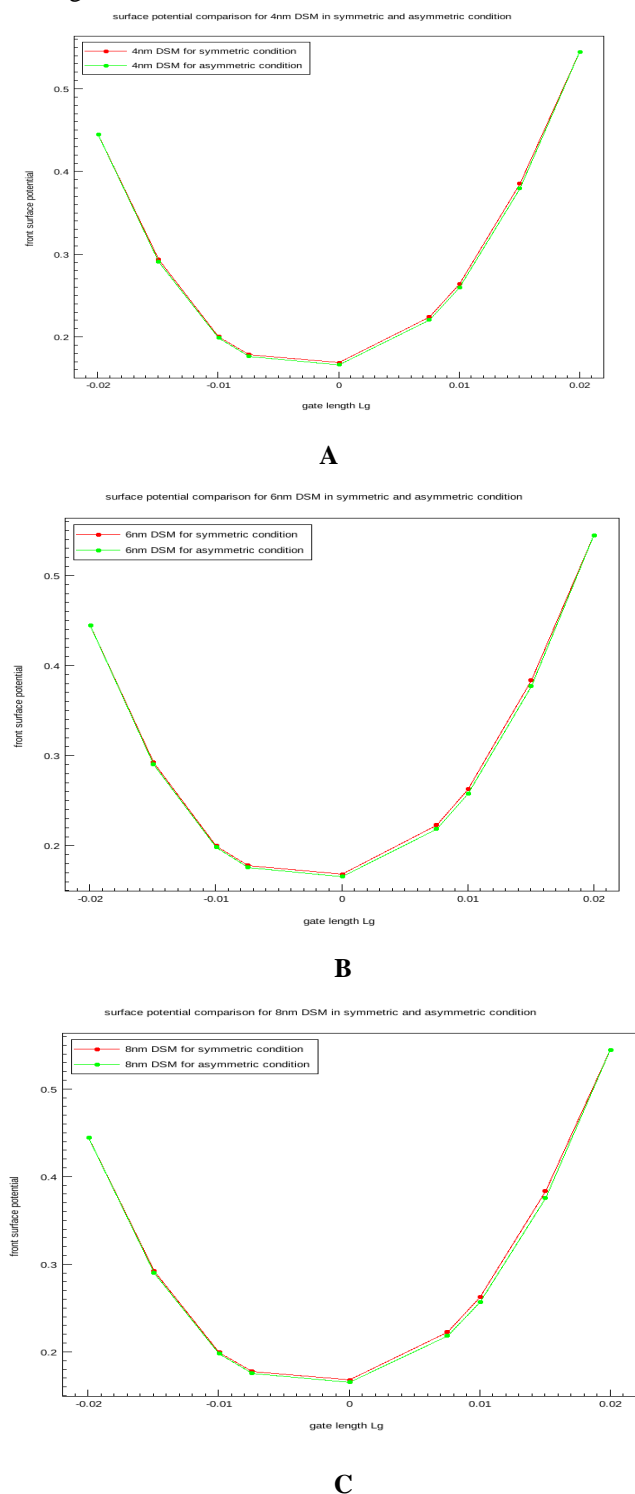 surface potential comparison for 4nm DSM in symmetric and asymmetric condition
4nm DSM for symmetric condition
4nm DSM for asymmetric condition
0.5
0.4
0.3
0.2
front surface potential
-0.02 -0.01 0 0.01 0.02
gate length Lg
A
surface potential comparison for 6nm DSM in symmetric and asymmetric condition
6nm DSM for symmetric condition
6nm DSM for asymmetric condition
0.5
0.4
0.3
0.2
front surface potential
-0.02 -0.01 0 0.01 0.02
gate length Lg
B
surface potential comparison for 8nm DSM in symmetric and asymmetric condition
8nm DSM for symmetric condition
8nm DSM for asymmetric condition
0.5
0.4
0.3
0.2
front surface potential
-0.02 -0.01 0 0.01 0.02
gate length Lg
C